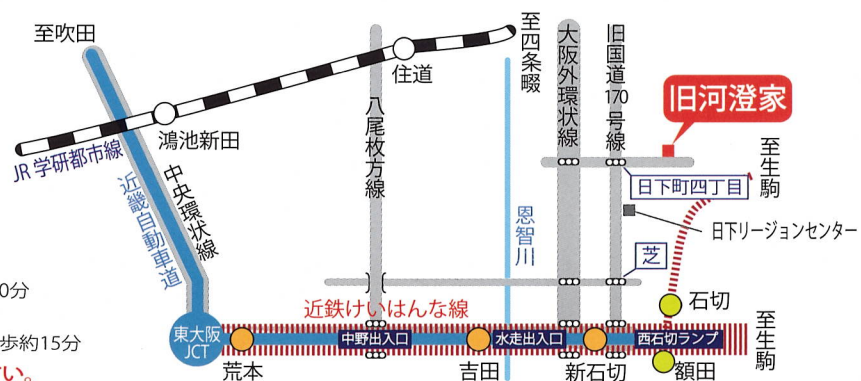 至吹田
JR学研都市線
鴻池新田
住道
至四条畷
近畿自動車道
中央環状線
八尾枚方線
恩智川
大阪外環状線
旧国道170号線
旧河澄家
至生駒
日下町四丁目
日下リージョンセンター
芝
石切
近鉄けいはんな線
東大阪
JCT
荒本
中野出入口
吉田
水走出入口
新石切
西石切ランプ
額田
至生駒
0分
歩約15分
い。